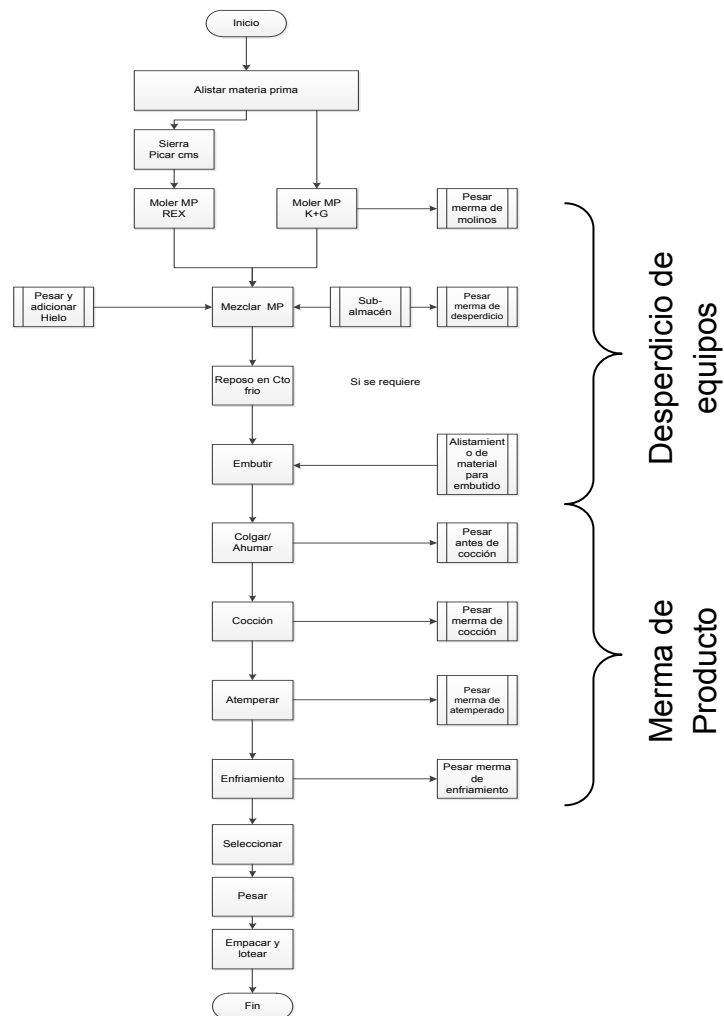 Inicio
Alistar materia prima
Sierra
Picar cms
Moler MP
REX
Moler MP
K+G
Pesar
merma de
molinos
Pesar y
adicionar
Hielo
Mezclar MP
Sub-
almacén
Pesar
merma de
desperdicio
Reposo en Cto
frio
Si se requiere
Embutir
Alistamient
o de
material
para
embutido
Colgar/
Ahumar
Pesar
antes de
cocción
Cocción
Pesar
merma de
cocción
Atemperar
Pesar
merma de
atemperado
Enfriamiento
Pesar merma
de
enfriamiento
Seleccionar
Pesar
Empacar y
lotear
Fin
Desperdicio de
equipos
Merma de
Producto